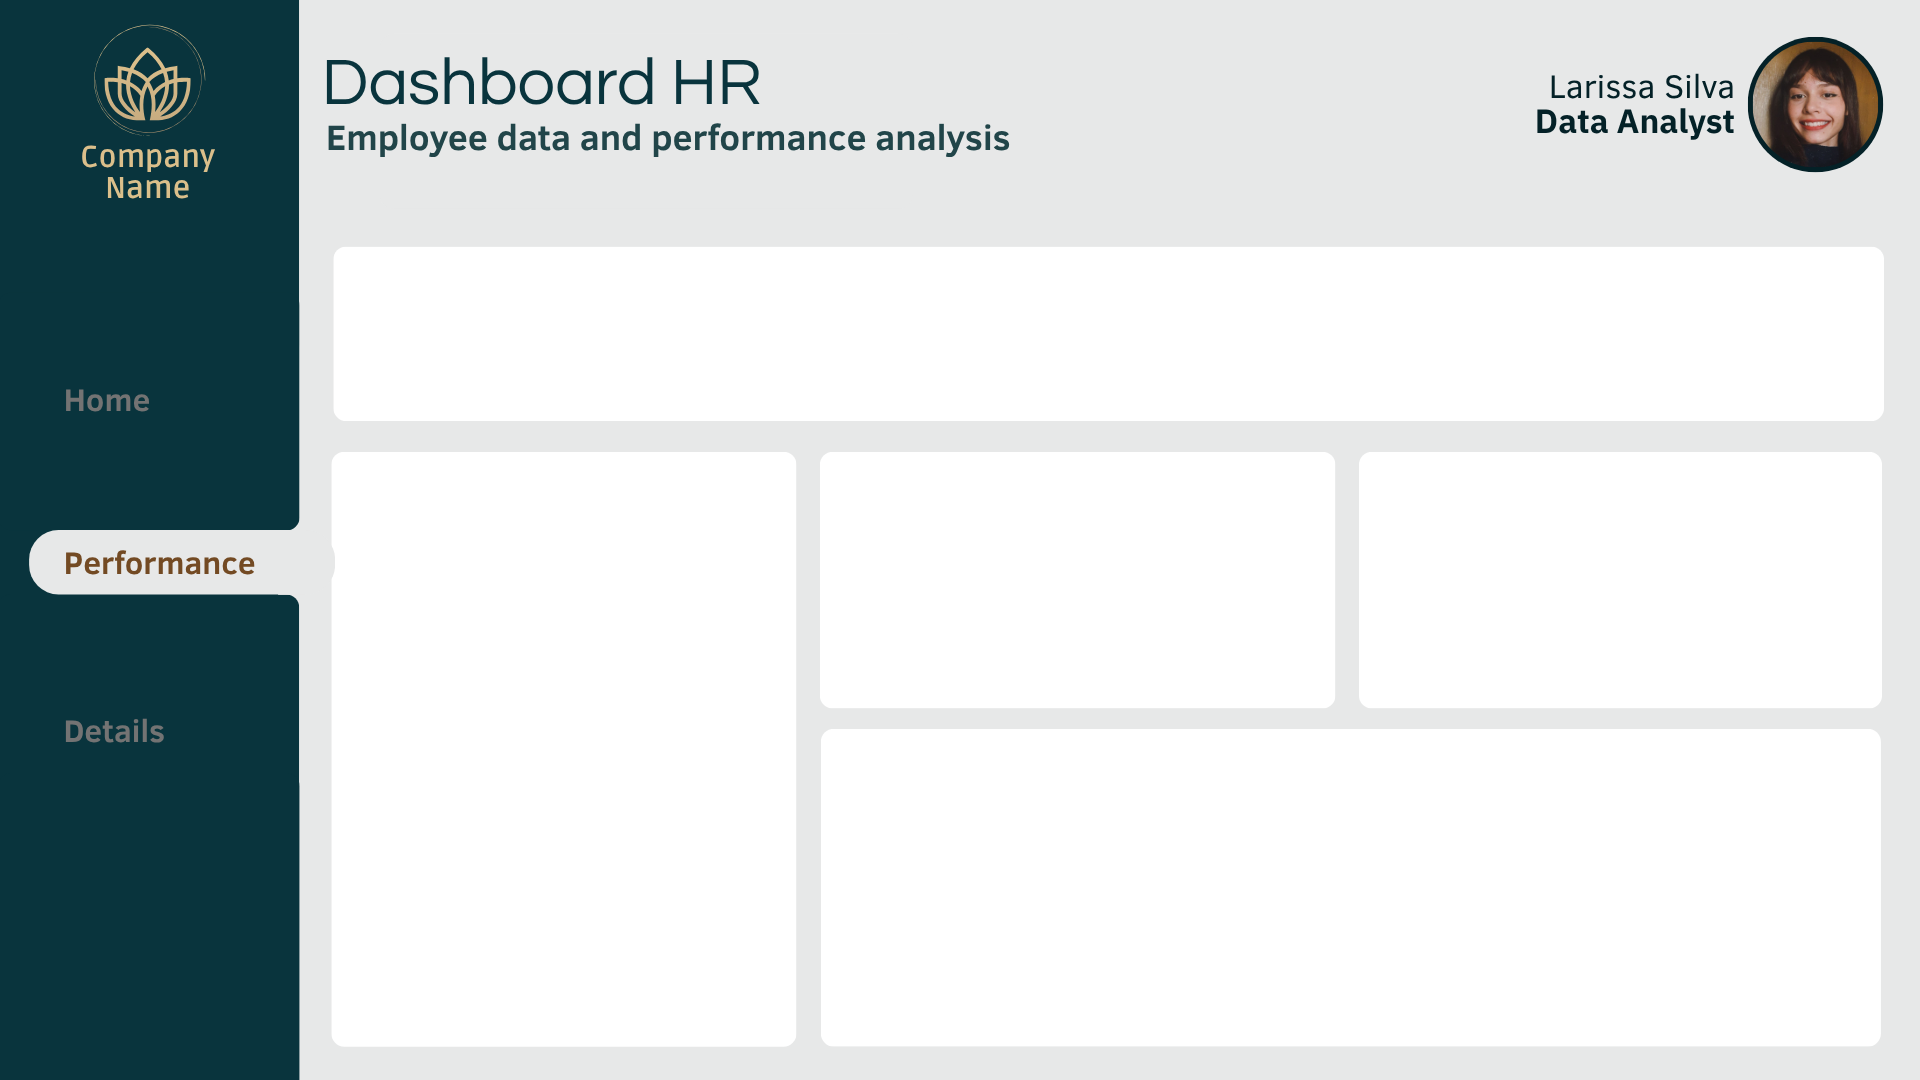 Company
Name
Dashboard HR
Employee data and performance analysis
Larissa Silva
Data Analyst
Home
Performance
Details